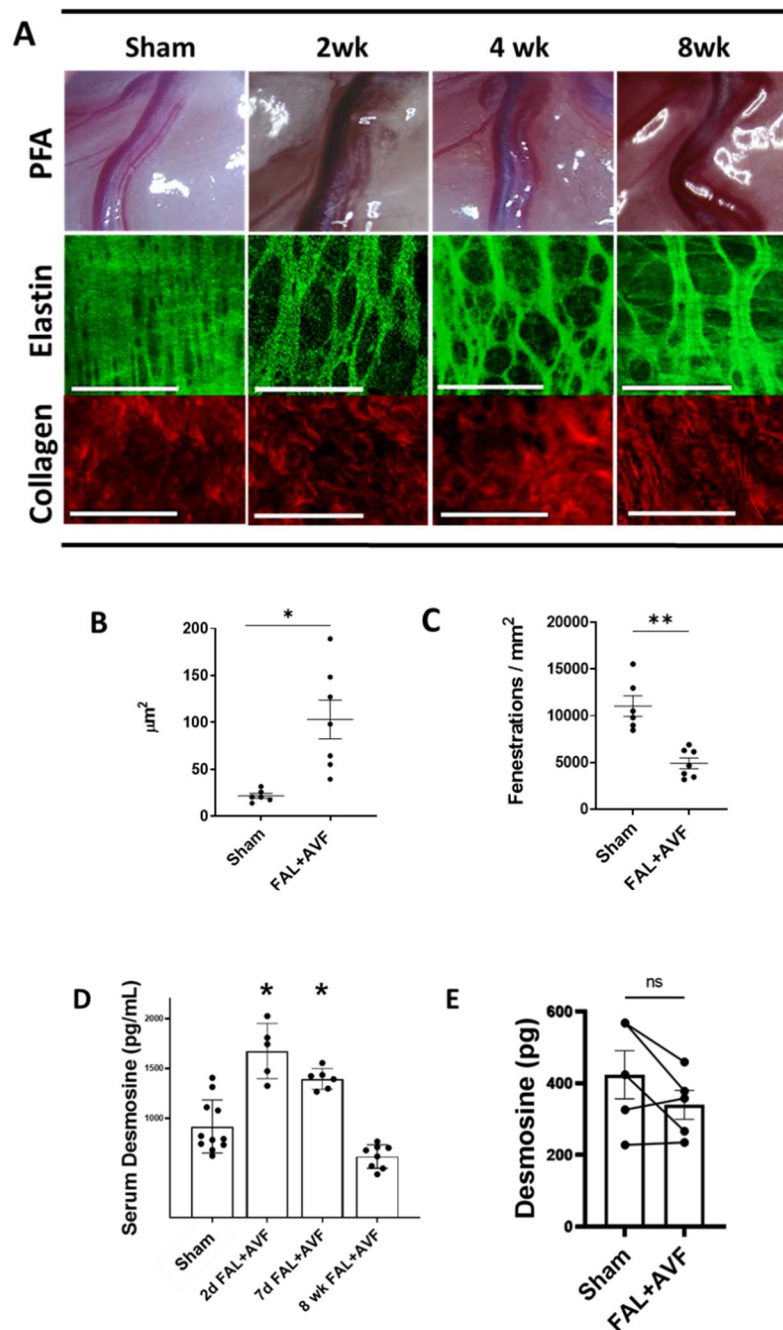 A
Sham 2wk 4 wk 8wk
PFA
Elastin
Collagen
B
*
200
150
100
50
0
μm²
Sham
FAL+AVF
C
**
20000
15000
10000
5000
0
Fenestrations / mm²
Sham
FAL+AVF
D
* *
2000
1500
1000
Serum Desmosine (pg/mL)
Sham
2d FAL+AVF
7d FAL+AVF
8 wk FAL+AVF
E
ns
600
400
200
0
Desmosine (pg)
Sham
FAL+AVF